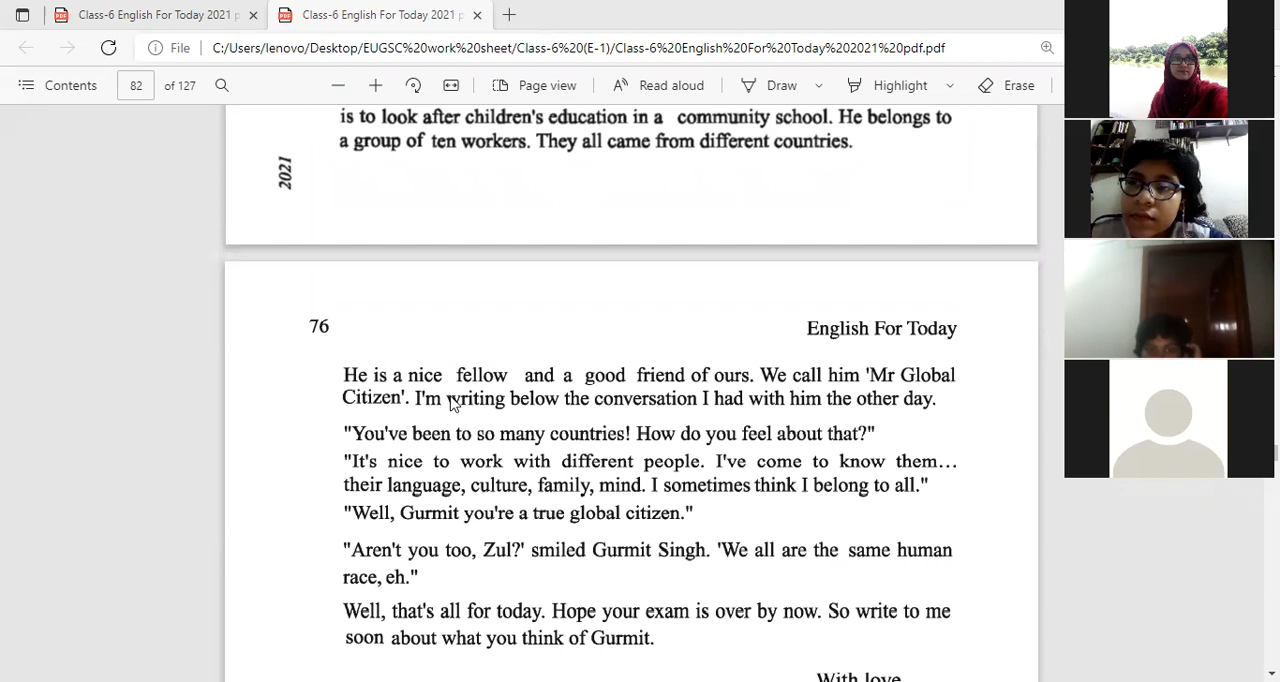 Class-6 English For Today 2021 p
Class-6 English For Today 2021 p
File
C:/Users/lenovo/Desktop/EUGSC%20work%20sheet/Class-6%20(E-1)/Class-6%20English%20For%20Today%202021%20pdf.pdf
Contents
82
of 127
Page view
Read aloud
Draw
Highlight
Erase
is to look after children's education in a community school. He belongs to
a group of ten workers. They all came from different countries.
2021
76
English For Today
He is a nice fellow and a good friend of ours. We call him 'Mr Global
Citizen'. I'm writing below the conversation I had with him the other day.
"You've been to so many countries! How do you feel about that?"
"It's nice to work with different people. I've come to know them...
their language, culture, family, mind. I sometimes think I belong to all."
"Well, Gurmit you're a true global citizen."
"Aren't you too, Zul?' smiled Gurmit Singh. 'We all are the same human
race, eh."
Well, that's all for today. Hope your exam is over by now. So write to me
soon about what you think of Gurmit.
With love